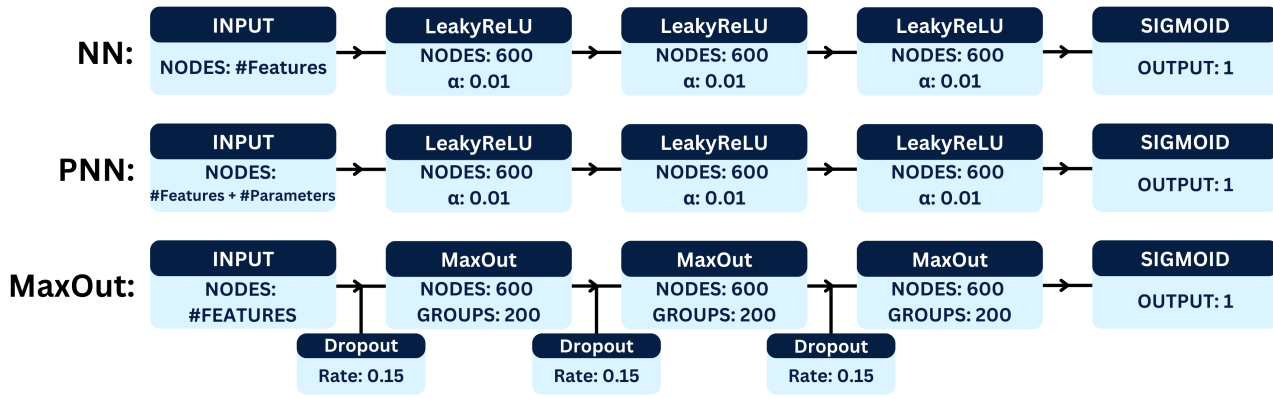 NN:
INPUT
NODES: #Features
LeakyReLU
NODES: 600
α: 0.01
LeakyReLU
NODES: 600
α: 0.01
LeakyReLU
NODES: 600
α: 0.01
SIGMOID
OUTPUT: 1
PNN:
INPUT
NODES:
#Features + #Parameters
LeakyReLU
NODES: 600
α: 0.01
LeakyReLU
NODES: 600
α: 0.01
LeakyReLU
NODES: 600
α: 0.01
SIGMOID
OUTPUT: 1
MaxOut:
INPUT
NODES:
#FEATURES
Dropout
Rate: 0.15
MaxOut
NODES: 600
GROUPS: 200
Dropout
Rate: 0.15
MaxOut
NODES: 600
GROUPS: 200
Dropout
Rate: 0.15
MaxOut
NODES: 600
GROUPS: 200
SIGMOID
OUTPUT: 1